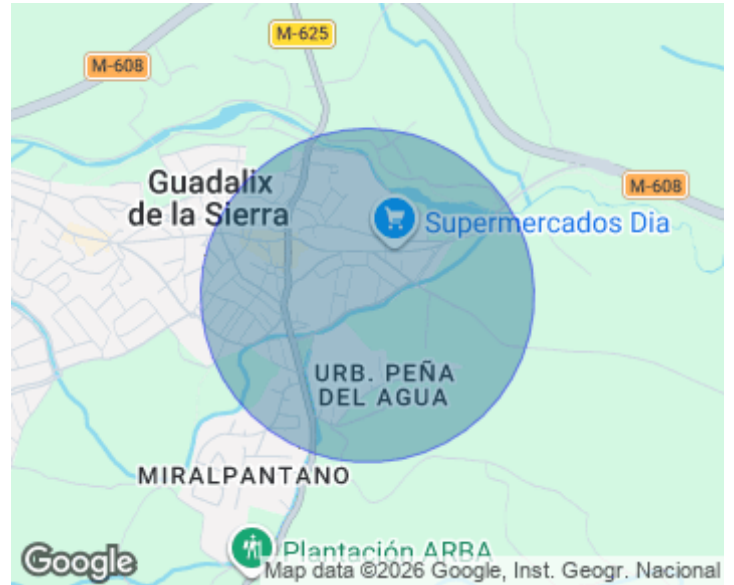 M-625
M-608
Guadalix
de la Sierra
M-608
Supermercados Dia
URB. PEÑA
DEL AGUA
MIRALPANTANO
Plantación ARBA
Google
Map data ©2026 Google, Inst. Geogr. Nacional